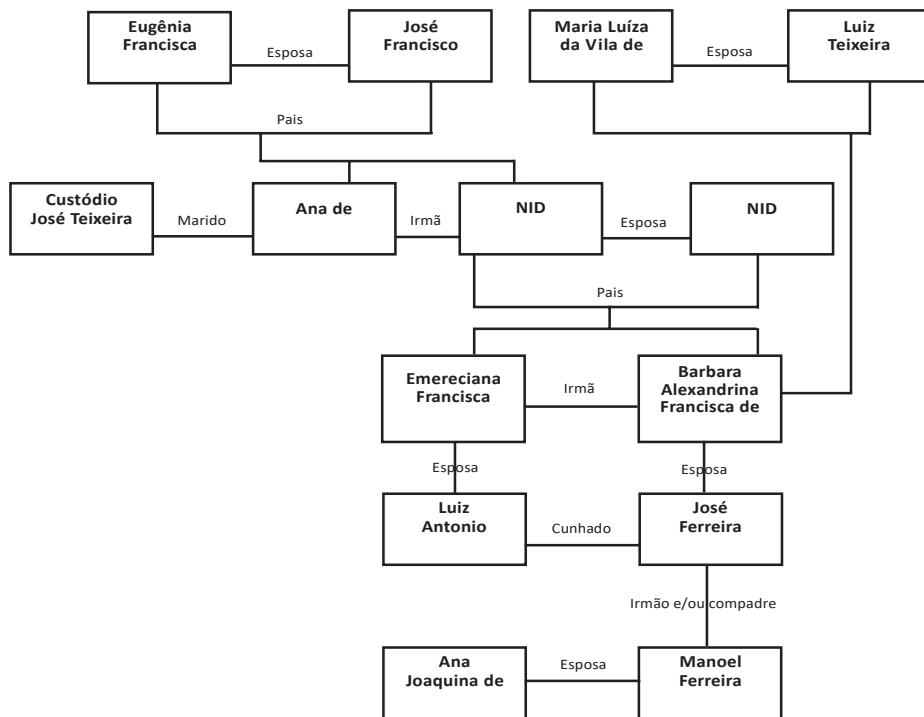 Eugênia
Francisca
Esposa
José
Francisco
Maria Luíza
da Vila de
Esposa
Luiz
Teixeira
Pais
Custódio
José Teixeira
Marido
Ana de
Irmã
NID
Esposa
NID
Pais
Emereciana
Francisca
Irmã
Barbara
Alexandrina
Francisca de
Esposa
Esposa
Luiz
Antonio
Cunhado
José
Ferreira
Irmão e/ou compadre
Ana
Joaquina de
Esposa
Manoel
Ferreira